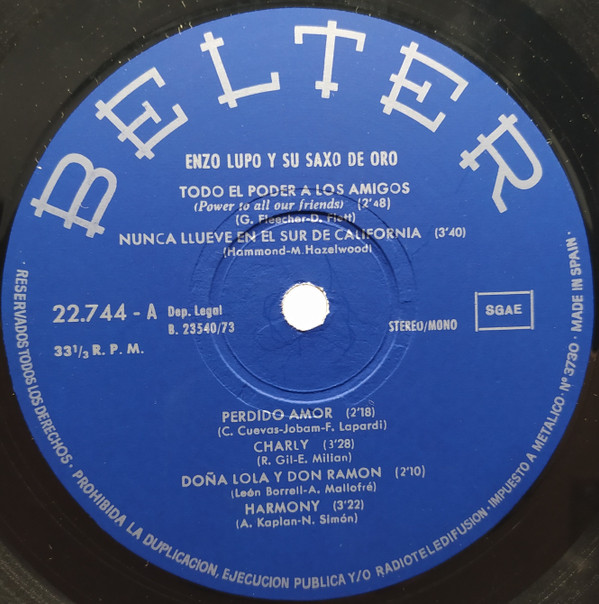 BELTER
ENZO LUPO Y SU SAXO DE ORO
TODO EL PODER A LOS AMIGOS
(Power to all our friends) (2'48)
(G. Fleecher-D. Flett)
NUNCA LLUEVE EN EL SUR DE CALIFORNIA (3'40)
(Hammond-M. Hazelwood)
22.744 - A Dep. Legal
B. 23540/73
33 1/3 R. P. M.
STEREO/MONO
SGAE
PERDIDO AMOR (2'18)
(C. Cuevas-Jobam-F. Lapardi)
CHARLY (3'28)
(R. Gil-E. Milian)
DOÑA LOLA Y DON RAMON (2'10)
(León Borrell-A. Mallofré)
HARMONY (3'22)
(A. Kaplan-N. Simón)
· RESERVADOS TODOS LOS DERECHOS · PROHIBIDA LA DUPLICACION, EJECUCION PUBLICA Y/O RADIOTELEDIFUSION · IMPUESTO A METALICO · Nº 3730 · MADE IN SPAIN ·